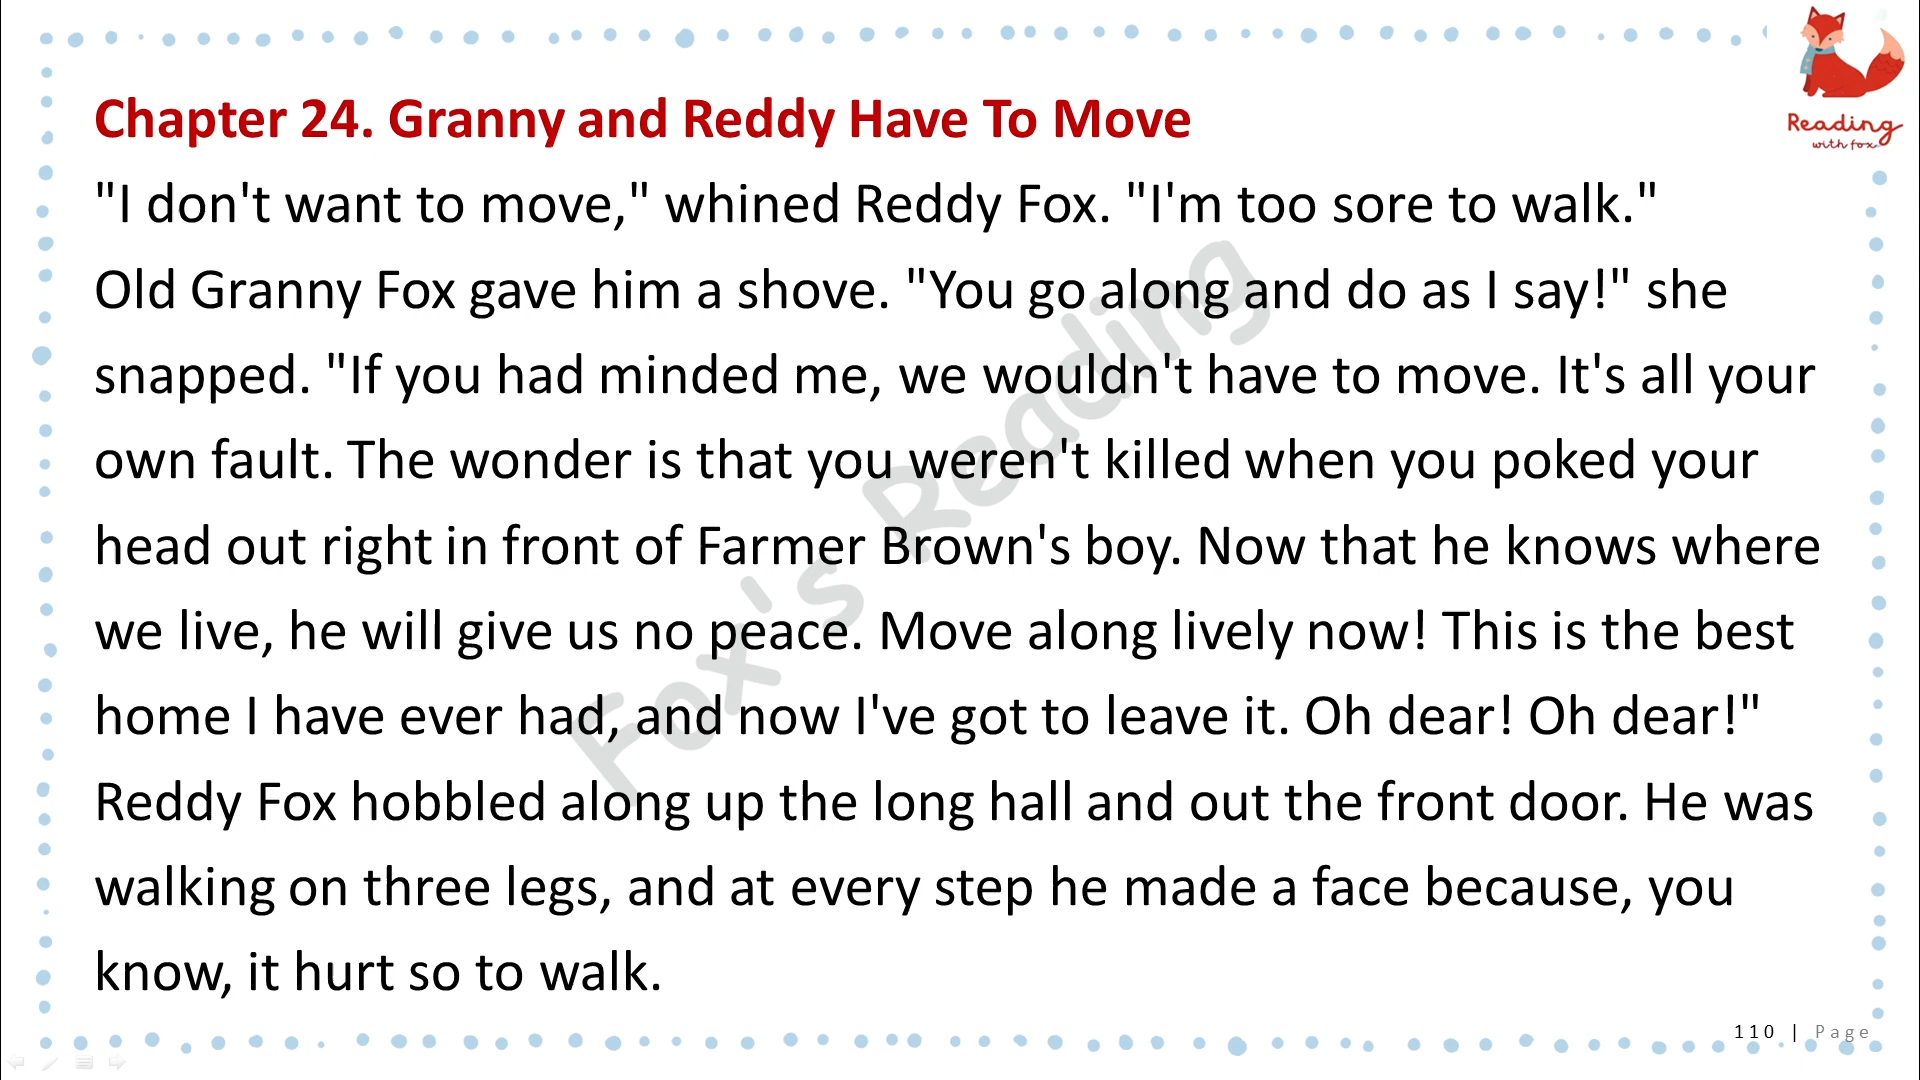 Reading
with fox
Chapter 24. Granny and Reddy Have To Move
"I don't want to move," whined Reddy Fox. "I'm too sore to walk."
Old Granny Fox gave him a shove. "You go along and do as I say!" she
snapped. "If you had minded me, we wouldn't have to move. It's all your
own fault. The wonder is that you weren't killed when you poked your
head out right in front of Farmer Brown's boy. Now that he knows where
we live, he will give us no peace. Move along lively now! This is the best
home I have ever had, and now I've got to leave it. Oh dear! Oh dear!"
Reddy Fox hobbled along up the long hall and out the front door. He was
walking on three legs, and at every step he made a face because, you
know, it hurt so to walk.
Fox's Reading
110 | Page